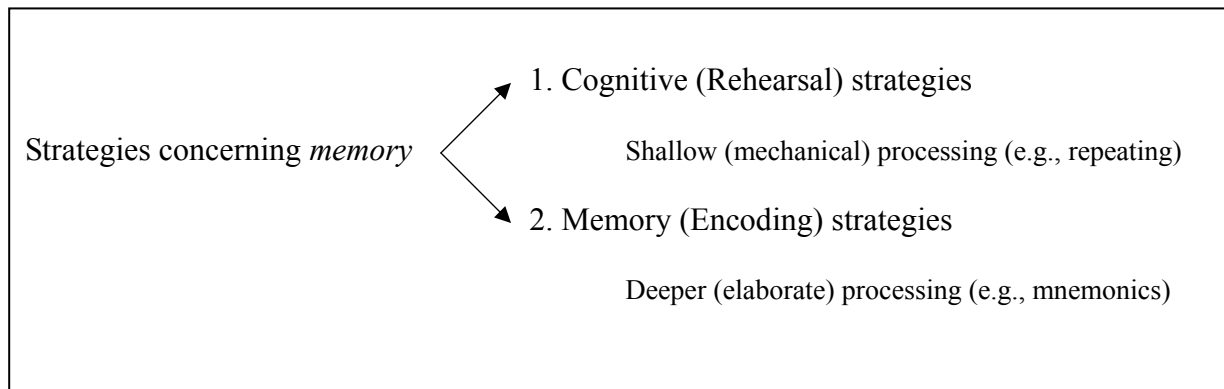 1. Cognitive (Rehearsal) strategies
Strategies concerning memory
Shallow (mechanical) processing (e.g., repeating)
2. Memory (Encoding) strategies
Deeper (elaborate) processing (e.g., mnemonics)